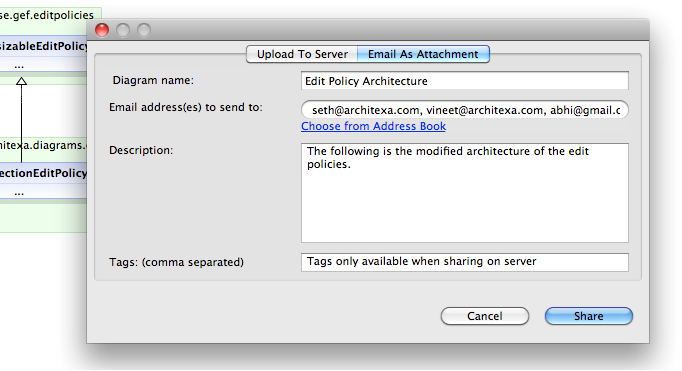 se.gef.editpolicies
sizableEditPolicy
...
hitexa.diagrams.
ectionEditPolicy
...
Upload To Server
Email As Attachment
Diagram name:
Edit Policy Architecture
Email address(es) to send to:
seth@architexa.com, vineet@architexa.com, abhi@gmail.c
Choose from Address Book
Description:
The following is the modified architecture of the edit
policies.
Tags: (comma separated)
Tags only available when sharing on server
Cancel
Share